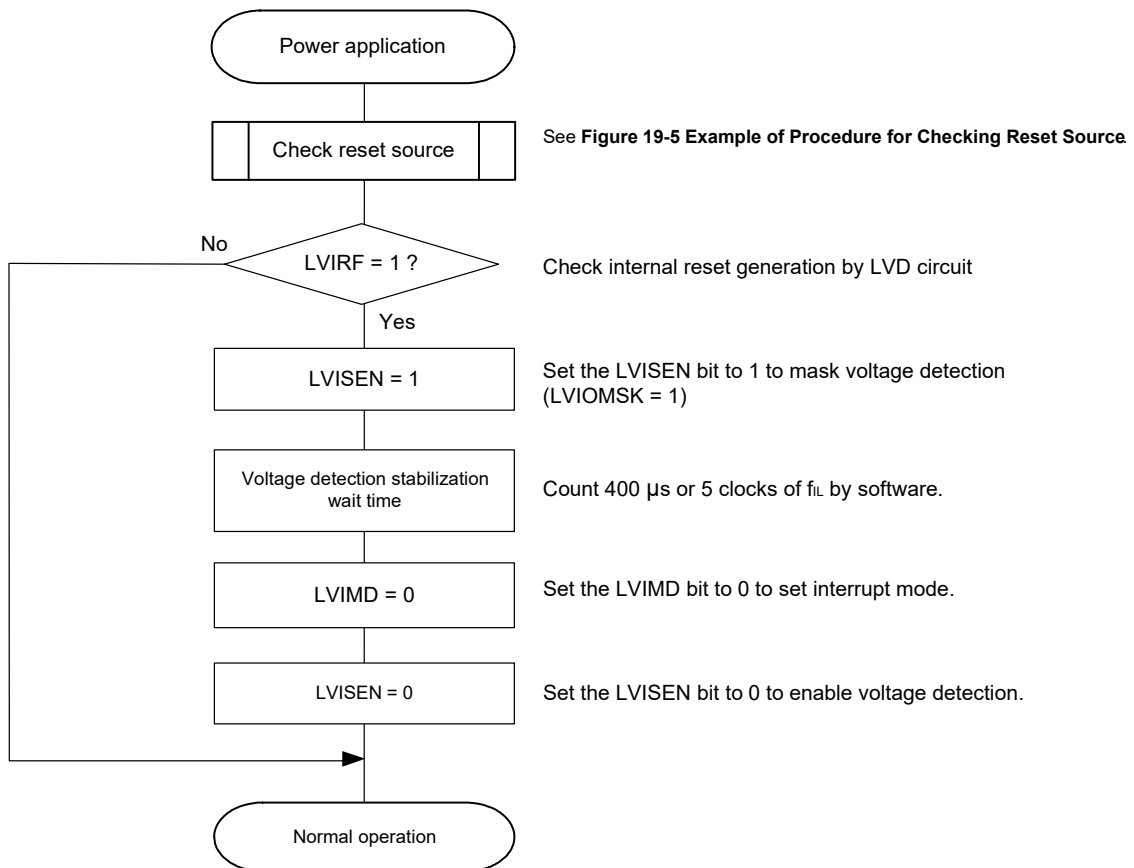 Power application
Check reset source
See Figure 19-5 Example of Procedure for Checking Reset Source.
No
LVIRF = 1 ?
Check internal reset generation by LVD circuit
Yes
LVISEN = 1
Set the LVISEN bit to 1 to mask voltage detection
(LVIOMSK = 1)
Voltage detection stabilization
wait time
Count 400 μs or 5 clocks of fIL by software.
LVIMD = 0
Set the LVIMD bit to 0 to set interrupt mode.
LVISEN = 0
Set the LVISEN bit to 0 to enable voltage detection.
Normal operation